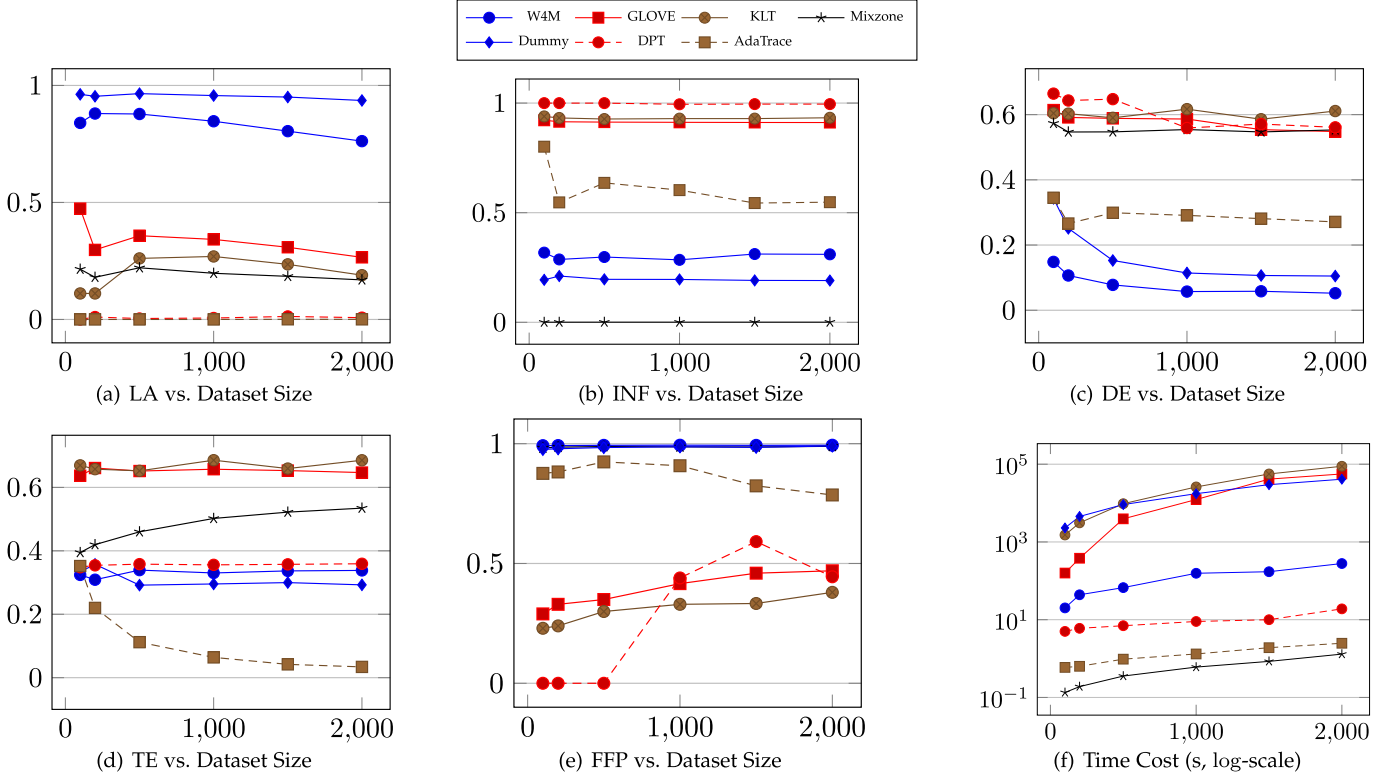 W4M GLOVE KLT Mixzone
Dummy DPT AdaTrace
1
0.5
0
0 1,000 2,000
(a) LA vs. Dataset Size
1
0.5
0
0 1,000 2,000
(b) INF vs. Dataset Size
0.6
0.4
0.2
0
0 1,000 2,000
(c) DE vs. Dataset Size
0.6
0.4
0.2
0
0 1,000 2,000
(d) TE vs. Dataset Size
1
0.5
0
0 1,000 2,000
(e) FFP vs. Dataset Size
10^5
10^3
10^1
10^−1
0 1,000 2,000
(f) Time Cost (s, log-scale)